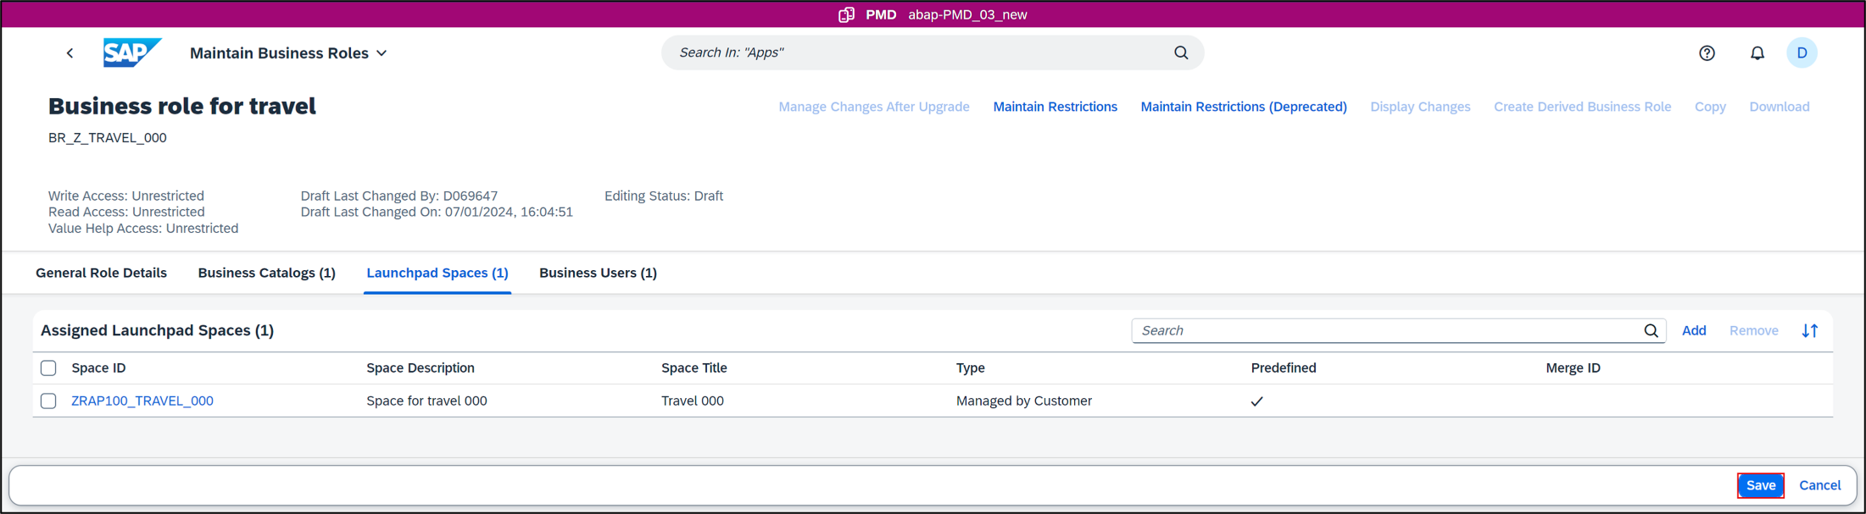 PMD abap-PMD_03_new
SAP Maintain Business Roles Search In: "Apps" D
Business role for travel
Manage Changes After Upgrade Maintain Restrictions Maintain Restrictions (Deprecated) Display Changes Create Derived Business Role Copy Download
BR_Z_TRAVEL_000
Write Access: Unrestricted Draft Last Changed By: D069647 Editing Status: Draft
Read Access: Unrestricted Draft Last Changed On: 07/01/2024, 16:04:51
Value Help Access: Unrestricted
General Role Details Business Catalogs (1) Launchpad Spaces (1) Business Users (1)
Assigned Launchpad Spaces (1) Search Add Remove
Space ID Space Description Space Title Type Predefined Merge ID
ZRAP100_TRAVEL_000 Space for travel 000 Travel 000 Managed by Customer
Save Cancel